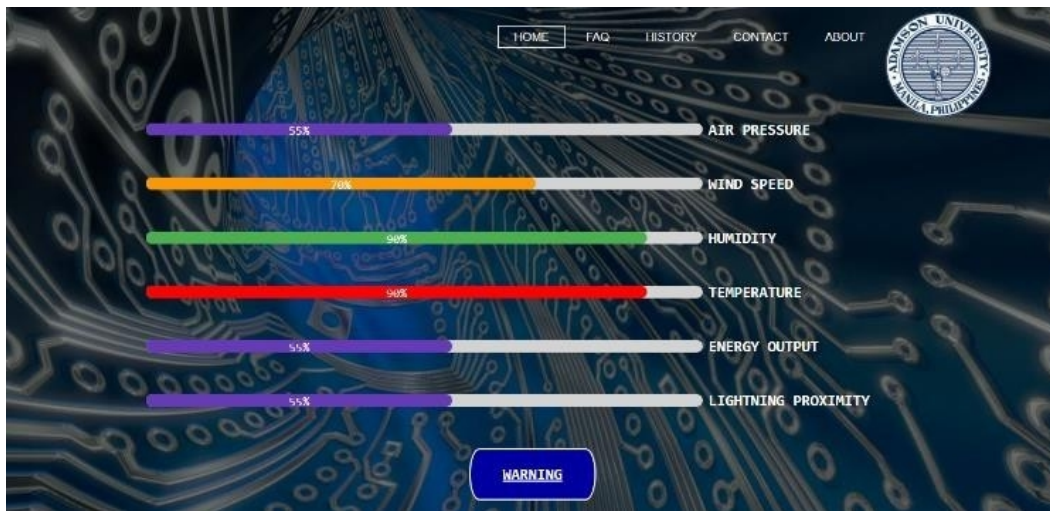 HOME FAQ HISTORY CONTACT ABOUT
ADAMSON UNIVERSITY
MANILA, PHILIPPINES
55% AIR PRESSURE
70% WIND SPEED
90% HUMIDITY
90% TEMPERATURE
55% ENERGY OUTPUT
55% LIGHTNING PROXIMITY
WARNING